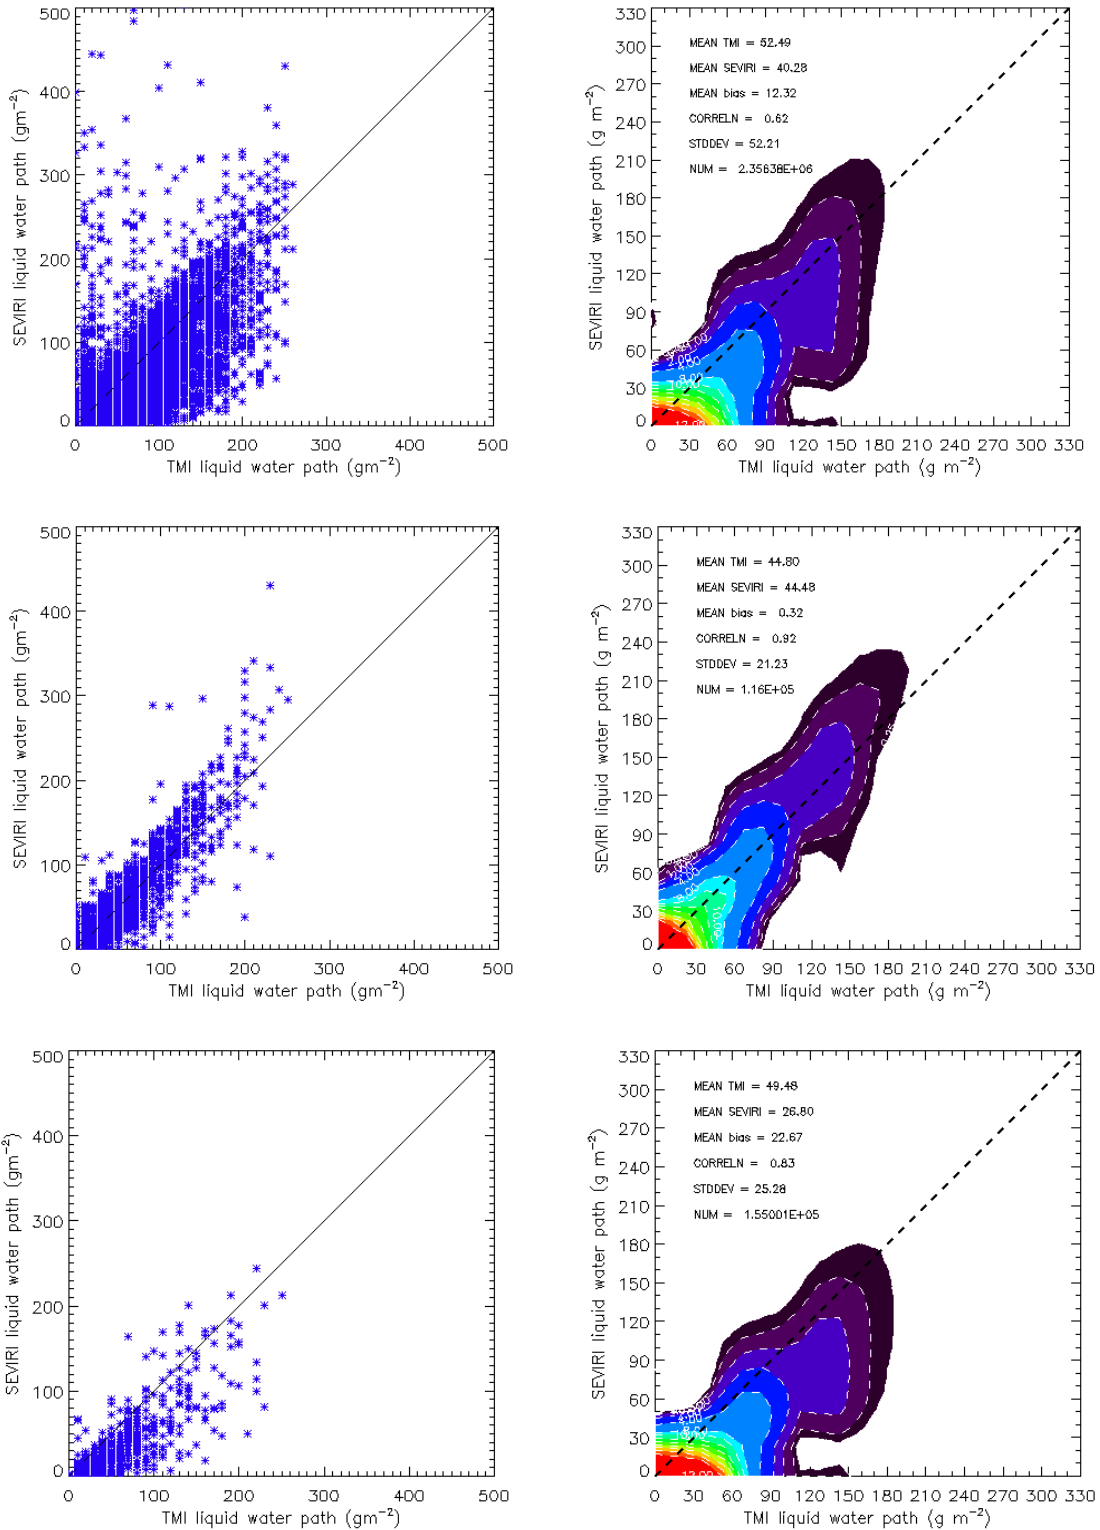 500
400
300
200
100
0
SEVIRI liquid water path (gm⁻²)
0 100 200 300 400 500
TMI liquid water path (gm⁻²)
330
300
270
240
210
180
150
120
90
60
30
0
SEVIRI liquid water path (g m⁻²)
MEAN TMI = 52.49
MEAN SEVIRI = 40.28
MEAN bias = 12.32
CORRELN = 0.62
STDDEV = 52.21
NUM = 2.35638E+06
0 30 60 90 120 150 180 210 240 270 300 330
TMI liquid water path (g m⁻²)
500
400
300
200
100
0
SEVIRI liquid water path (gm⁻²)
0 100 200 300 400 500
TMI liquid water path (gm⁻²)
330
300
270
240
210
180
150
120
90
60
30
0
SEVIRI liquid water path (g m⁻²)
MEAN TMI = 44.80
MEAN SEVIRI = 44.48
MEAN bias = 0.32
CORRELN = 0.92
STDDEV = 21.23
NUM = 1.16E+05
0 30 60 90 120 150 180 210 240 270 300 330
TMI liquid water path (g m⁻²)
500
400
300
200
100
0
SEVIRI liquid water path (gm⁻²)
0 100 200 300 400 500
TMI liquid water path (gm⁻²)
330
300
270
240
210
180
150
120
90
60
30
0
SEVIRI liquid water path (g m⁻²)
MEAN TMI = 49.48
MEAN SEVIRI = 26.80
MEAN bias = 22.67
CORRELN = 0.83
STDDEV = 25.28
NUM = 1.55001E+05
0 30 60 90 120 150 180 210 240 270 300 330
TMI liquid water path (g m⁻²)